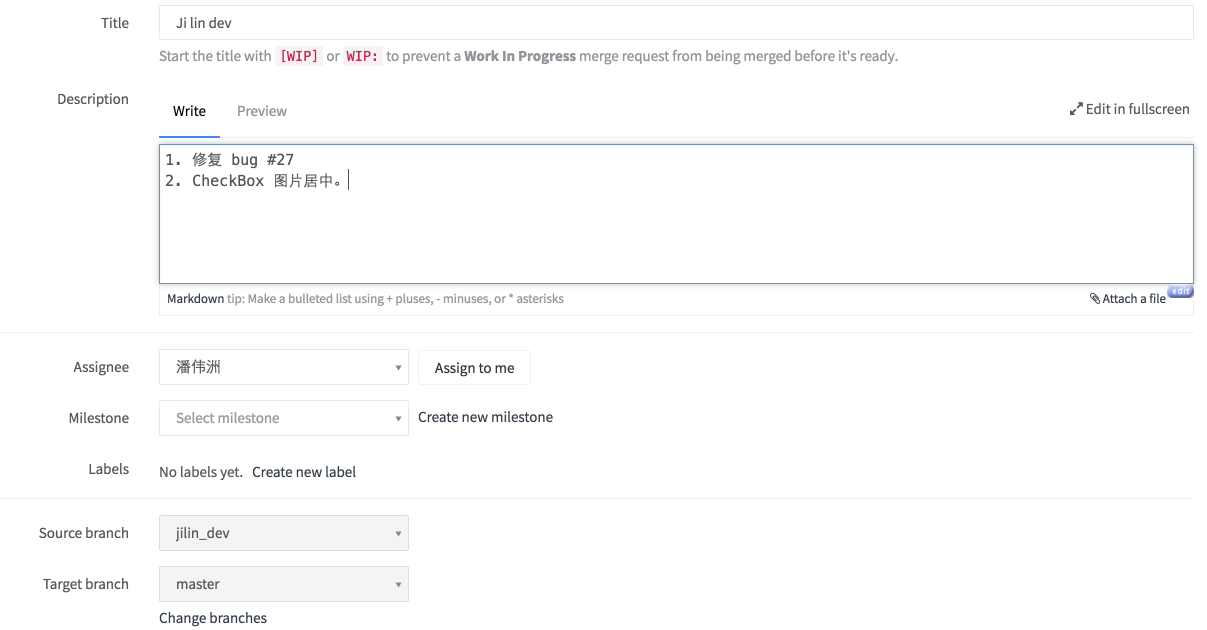 Title
Ji lin dev
Start the title with [WIP] or WIP: to prevent a Work In Progress merge request from being merged before it's ready.
Description
Write Preview
Edit in fullscreen
1. 修复 bug #27
2. CheckBox 图片居中。
Markdown tip: Make a bulleted list using + pluses, - minuses, or * asterisks
Attach a file
edit
Assignee
潘伟洲
Assign to me
Milestone
Select milestone
Create new milestone
Labels
No labels yet. Create new label
Source branch
jilin_dev
Target branch
master
Change branches